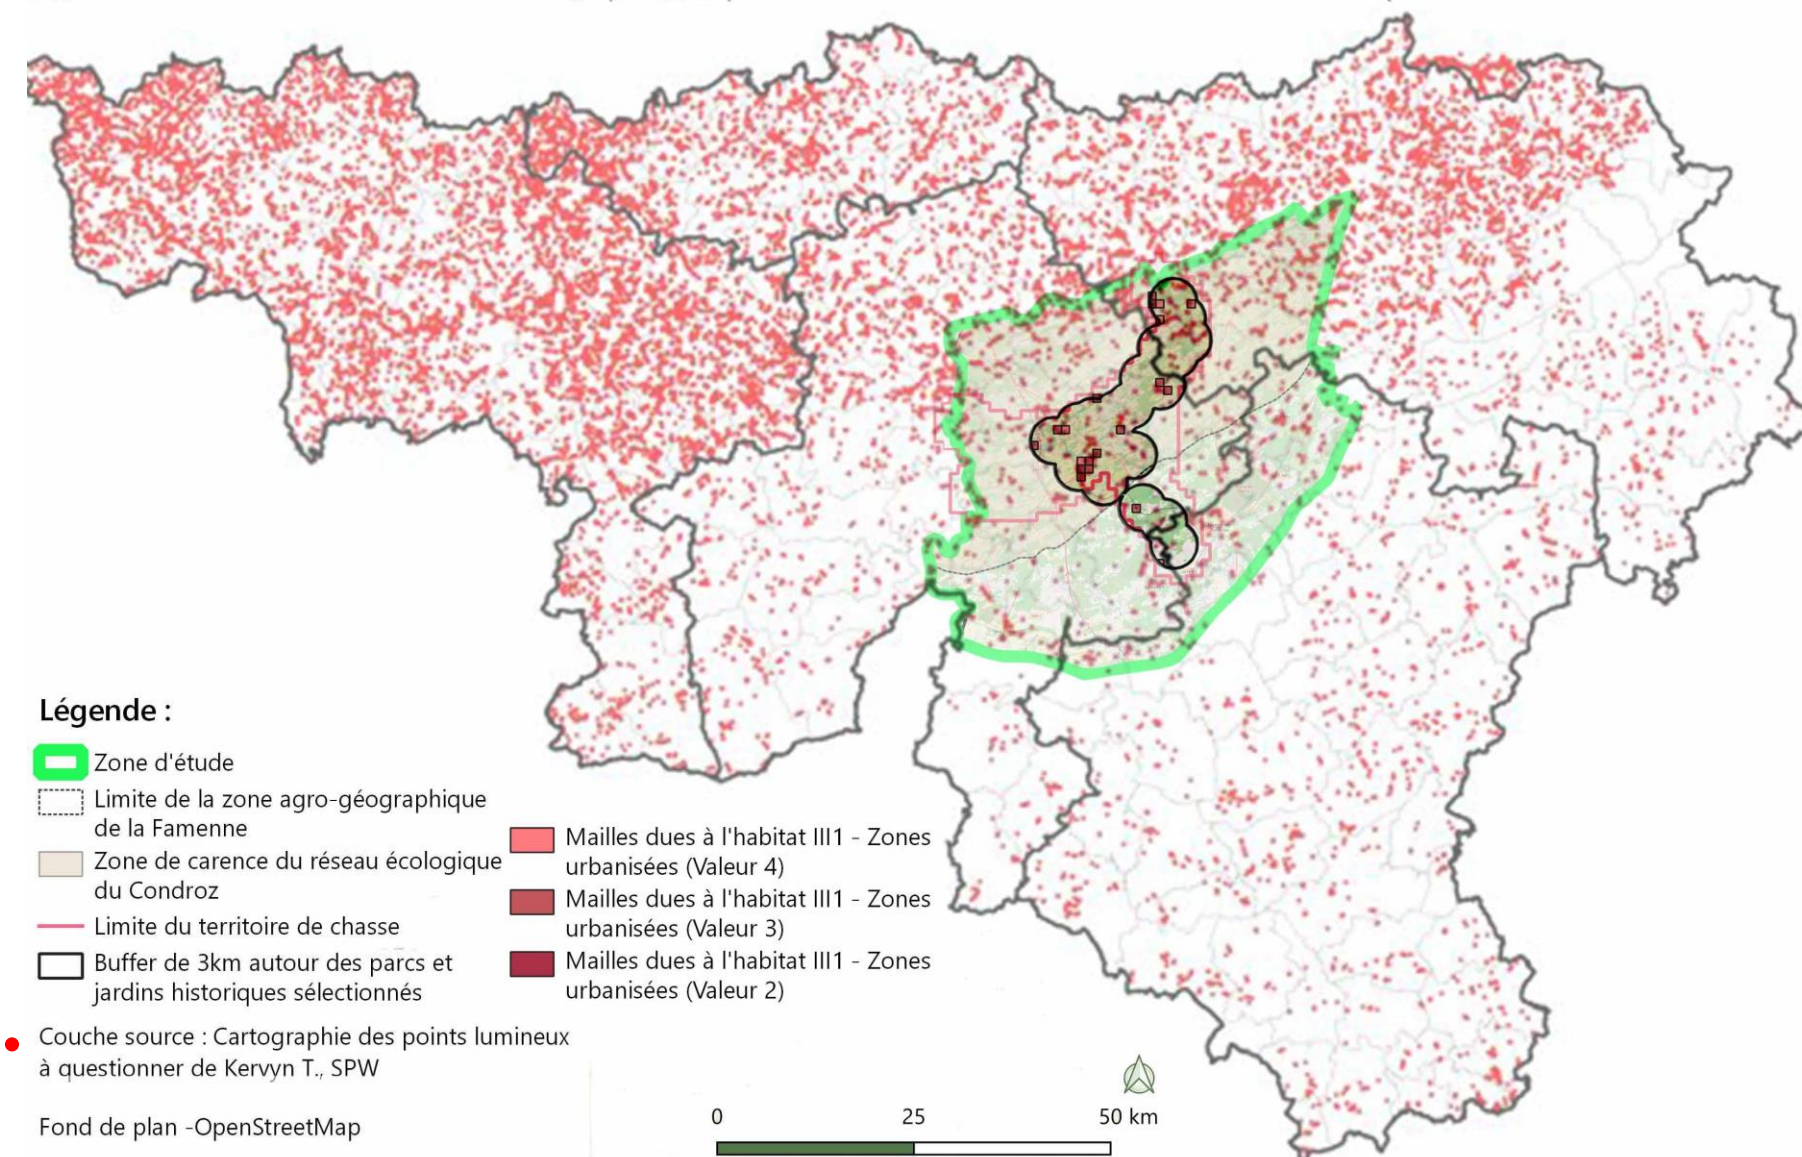 Légende :
Zone d'étude
Limite de la zone agro-géographique
de la Famenne
Zone de carence du réseau écologique
du Condroz
Limite du territoire de chasse
Buffer de 3km autour des parcs et
jardins historiques sélectionnés
Mailles dues à l'habitat III1 - Zones
urbanisées (Valeur 4)
Mailles dues à l'habitat III1 - Zones
urbanisées (Valeur 3)
Mailles dues à l'habitat III1 - Zones
urbanisées (Valeur 2)
Couche source : Cartographie des points lumineux
à questionner de Kervyn T., SPW
Fond de plan -OpenStreetMap
0 25 50 km